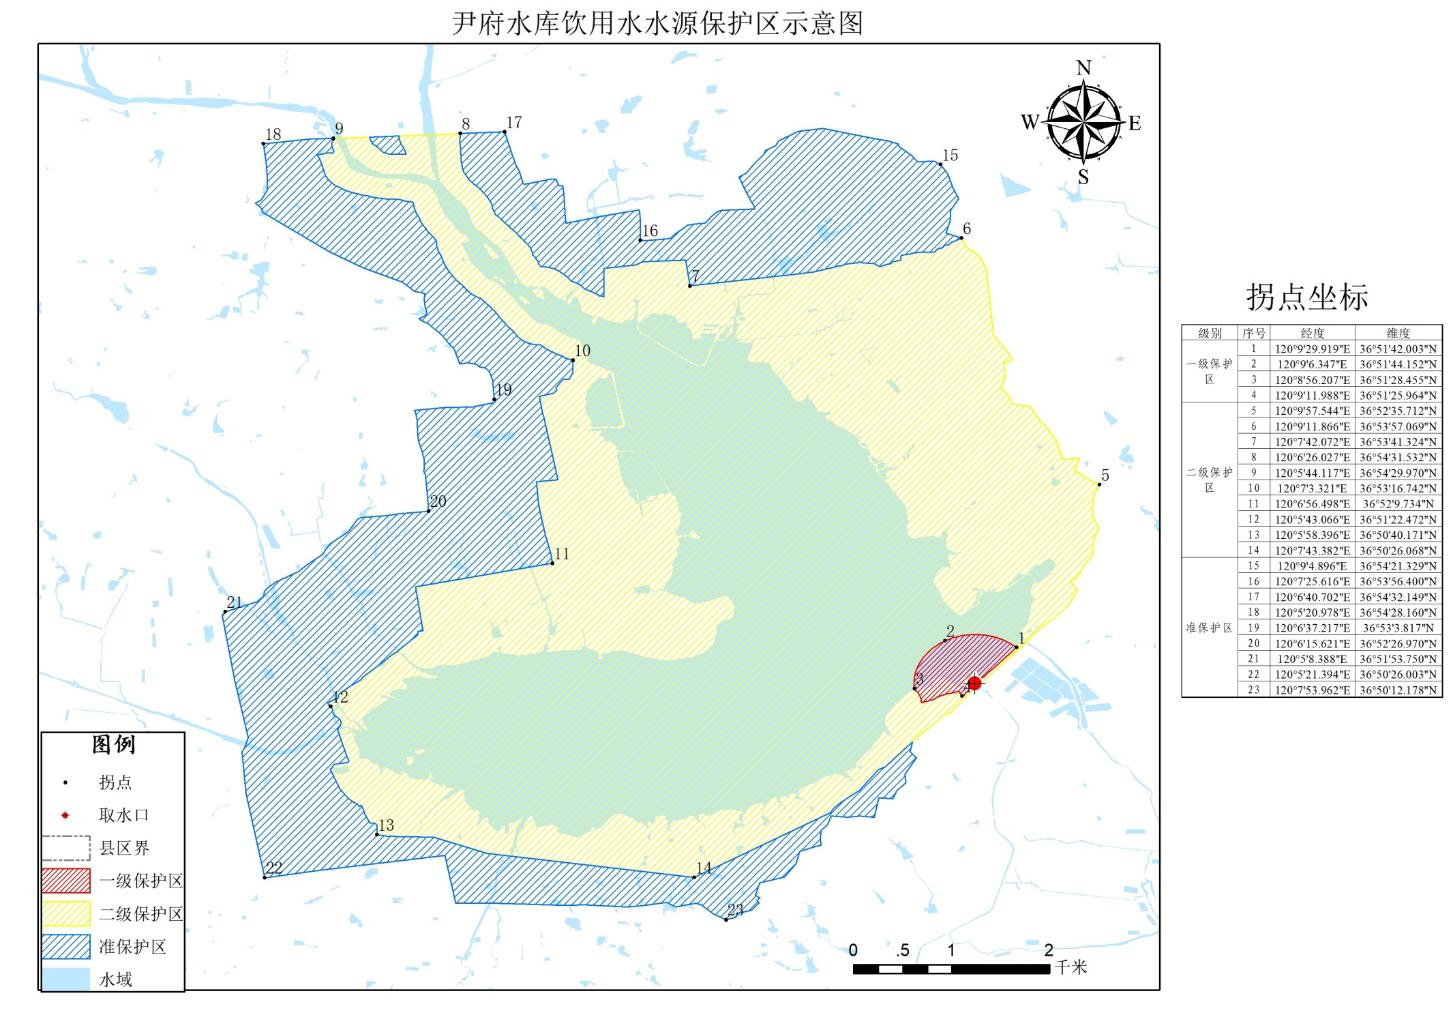 尹府水库饮用水水源保护区示意图
N
W E
S
18
9
8
17
15
16
6
7
10
19
5
20
11
21
2
1
3
4
12
13
14
22
23
图例
拐点
取水口
县区界
一级保护区
二级保护区
准保护区
水域
0 .5 1 2
千米
拐点坐标
级别 序号 经度 维度
一级保护区
1 120°9'29.919"E 36°51'42.003"N
2 120°9'6.347"E 36°51'44.152"N
3 120°8'56.207"E 36°51'28.455"N
4 120°9'11.988"E 36°51'25.964"N
二级保护区
5 120°9'57.544"E 36°52'35.712"N
6 120°9'11.866"E 36°53'57.069"N
7 120°7'42.072"E 36°53'41.324"N
8 120°6'26.027"E 36°54'31.532"N
9 120°5'44.117"E 36°54'29.970"N
10 120°7'3.321"E 36°53'16.742"N
11 120°6'56.498"E 36°52'9.734"N
12 120°5'43.066"E 36°51'22.472"N
13 120°5'58.396"E 36°50'40.171"N
14 120°7'43.382"E 36°50'26.068"N
准保护区
15 120°9'4.896"E 36°54'21.329"N
16 120°7'25.616"E 36°53'56.400"N
17 120°6'40.702"E 36°54'32.149"N
18 120°5'20.978"E 36°54'28.160"N
19 120°6'37.217"E 36°53'3.817"N
20 120°6'15.621"E 36°52'26.970"N
21 120°5'8.388"E 36°51'53.750"N
22 120°5'21.394"E 36°50'26.003"N
23 120°7'53.962"E 36°50'12.178"N